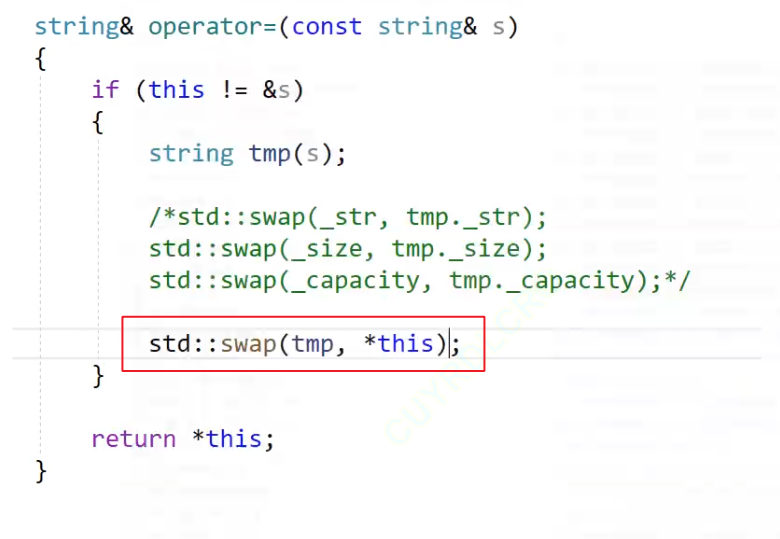 string& operator=(const string& s)
{
if (this != &s)
{
string tmp(s);
/*std::swap(_str, tmp._str);
std::swap(_size, tmp._size);
std::swap(_capacity, tmp._capacity);*/
std::swap(tmp, *this);
}
return *this;
}